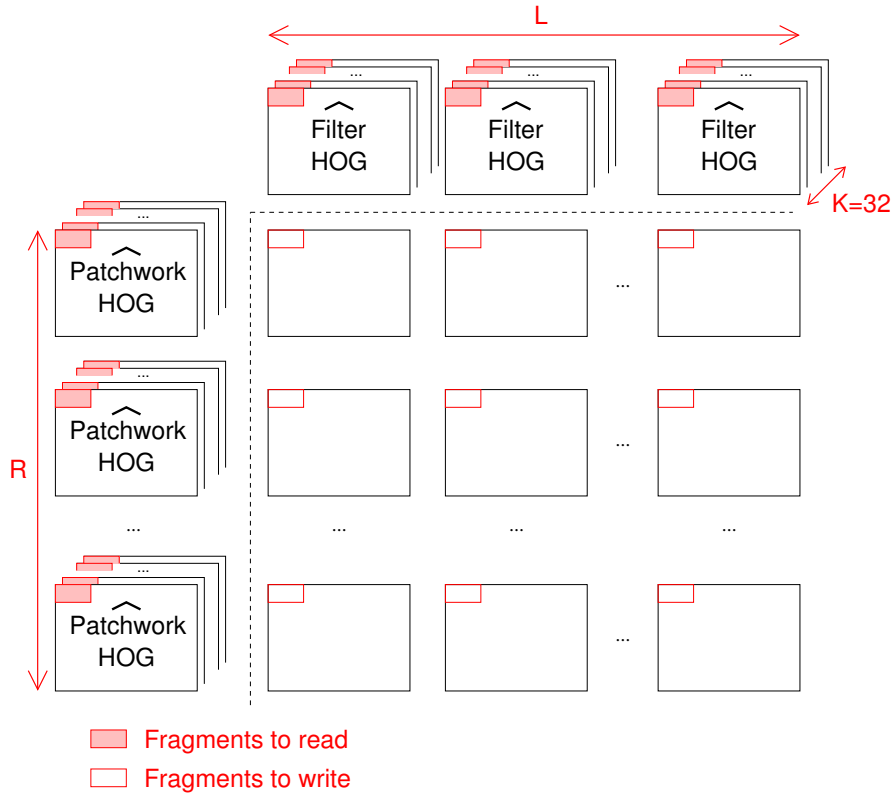 L
...
...
...
Filter
HOG
Filter
HOG
Filter
HOG
K=32
...
Patchwork
HOG
...
R
...
Patchwork
HOG
...
...
...
...
...
...
Patchwork
HOG
...
Fragments to read
Fragments to write